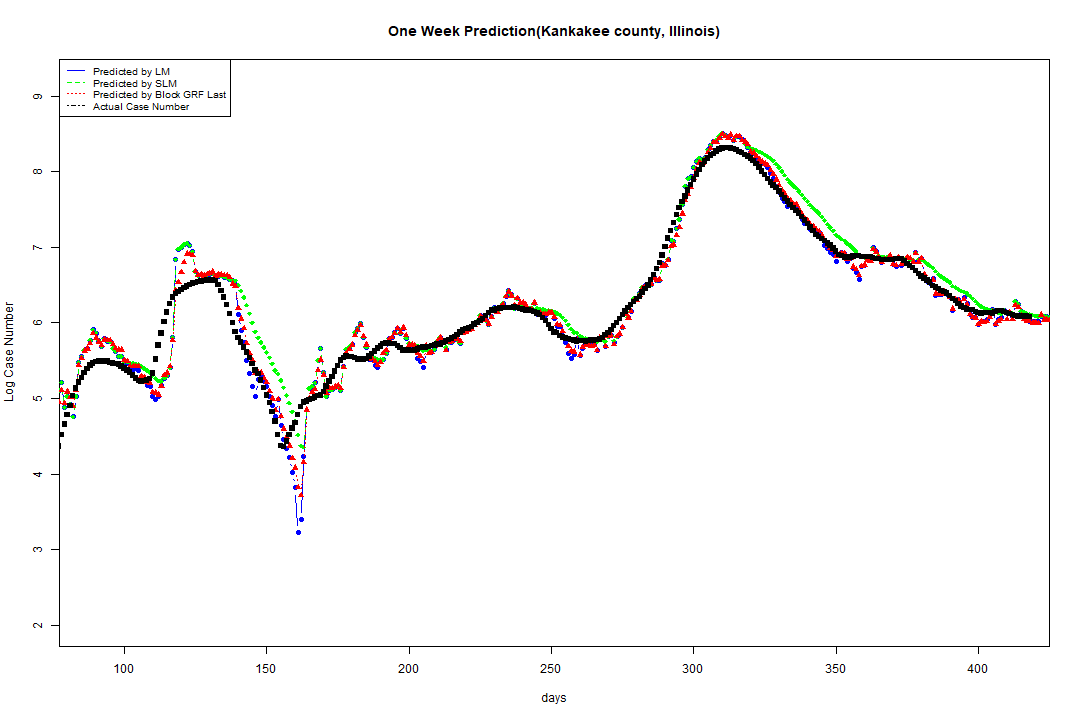 One Week Prediction(Kankakee county, Illinois)
Predicted by LM
Predicted by SLM
Predicted by Block GRF Last
Actual Case Number
9
8
7
6
5
4
3
2
Log Case Number
100 150 200 250 300 350 400
days